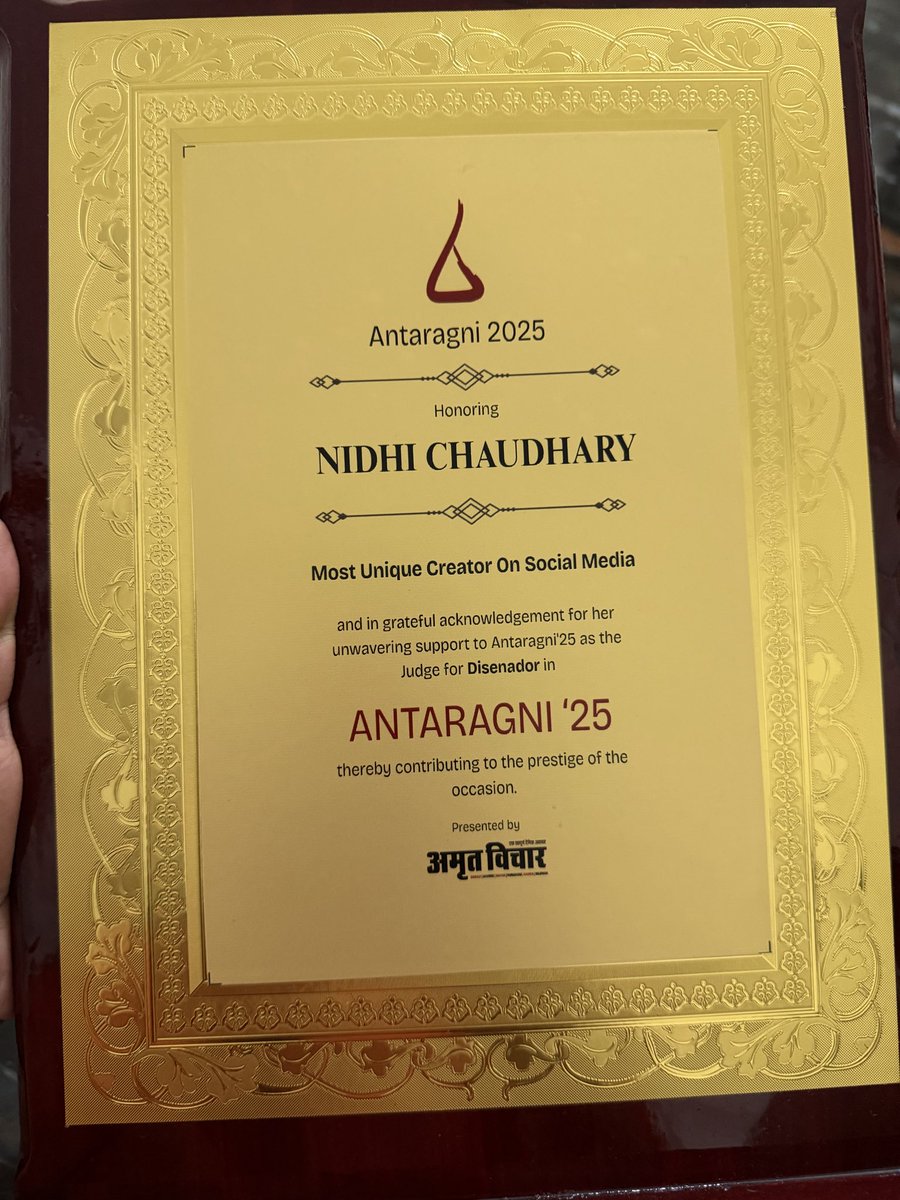 Antaragni 2025
Honoring
NIDHI CHAUDHARY
Most Unique Creator On Social Media
and in grateful acknowledgement for her
unwavering support to Antaragni'25 as the
Judge for Disenador in
ANTARAGNI ‘25
thereby contributing to the prestige of the
occasion.
Presented by
अमृत विचार